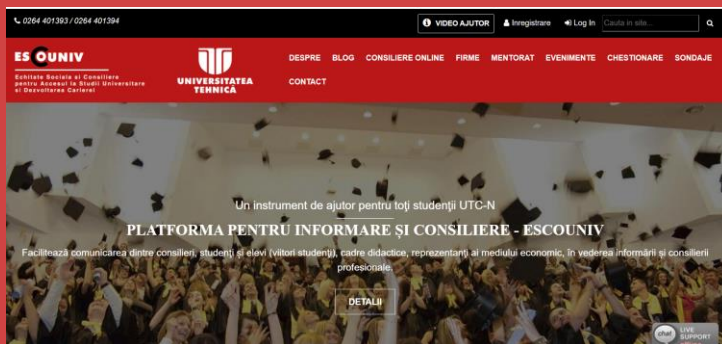 0264 401393 / 0264 401394
VIDEO AJUTOR
Inregistrare
Log In
Cauta in site...
ESCOUNIV
Echitate Sociala si Consiliere
pentru Accesul la Studii Universitare
si Dezvoltarea Carierei
UNIVERSITATEA
TEHNICĂ
DESPRE BLOG CONSILIERE ONLINE FIRME MENTORAT EVENIMENTE CHESTIONARE SONDAJE
CONTACT
Un instrument de ajutor pentru toți studenții UTC-N
PLATFORMA PENTRU INFORMARE ȘI CONSILIERE - ESCOUNIV
Facilitează comunicarea dintre consilieri, studenți și elevi (viitori studenți), cadre didactice, reprezentanți ai mediului economic, în vederea informării și consilierii
profesionale.
DETALII
chat
LIVE
SUPPORT